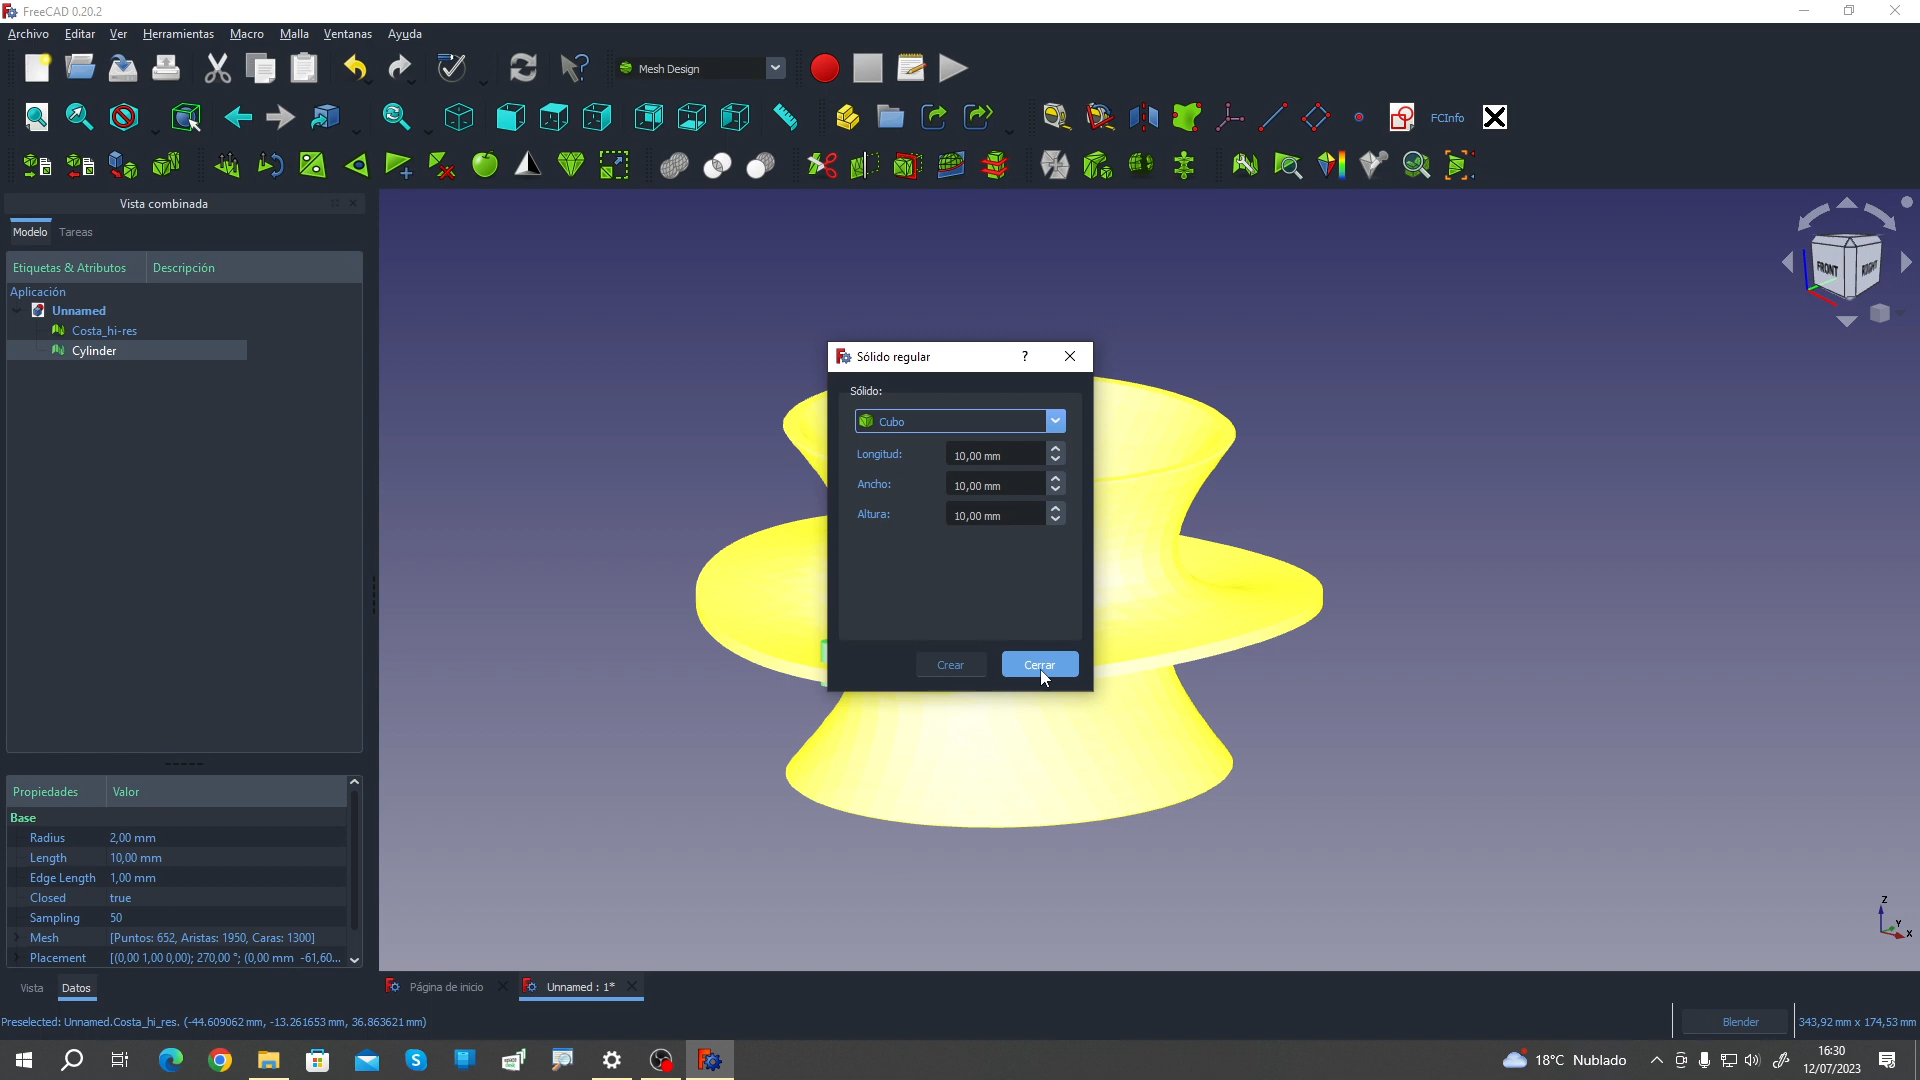 FreeCAD 0.20.2
Archivo Editar Ver Herramientas Macro Malla Ventanas Ayuda
Mesh Design
FCInfo
Vista combinada
Modelo Tareas
Etiquetas & Atributos Descripción
Aplicación
Unnamed
Costa_hi-res
Cylinder
FRONT RIGHT
Sólido regular ?
Sólido:
Cubo
Longitud: 10,00 mm
Ancho: 10,00 mm
Altura: 10,00 mm
Crear Cerrar
Propiedades Valor
Base
Radius 2,00 mm
Length 10,00 mm
Edge Length 1,00 mm
Closed true
Sampling 50
Mesh [Puntos: 652, Aristas: 1950, Caras: 1300]
Placement [(0,00 1,00 0,00); 270,00 °; (0,00 mm -61,60...
Z
Y
X
Vista Datos
Página de inicio Unnamed : 1*
Preselected: Unnamed.Costa_hi_res. (-44.609062 mm, -13.261653 mm, 36.863621 mm)
Blender 343,92 mm x 174,53 mm
18°C Nublado
16:30
12/07/2023